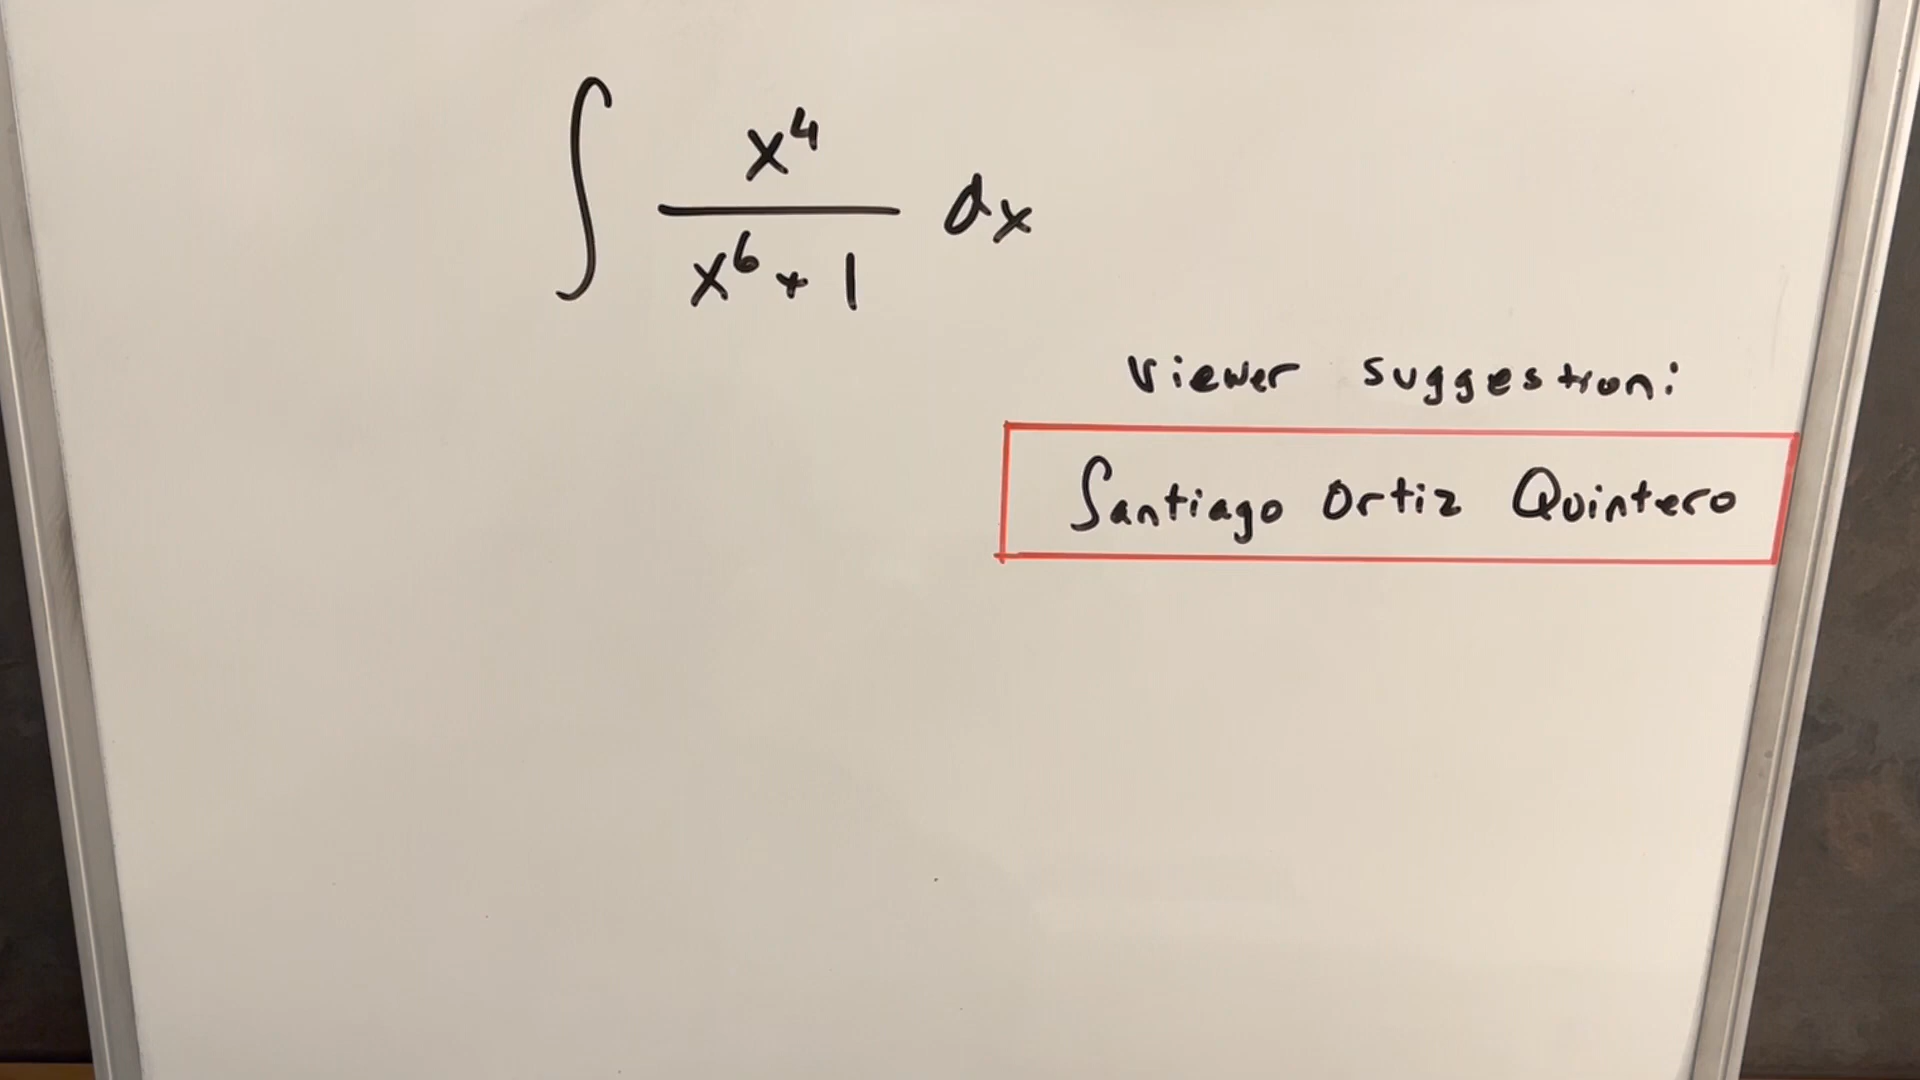 ∫ x⁴ / (x⁶ + 1) dx
Viewer suggestion:
Santiago Ortiz Quintero